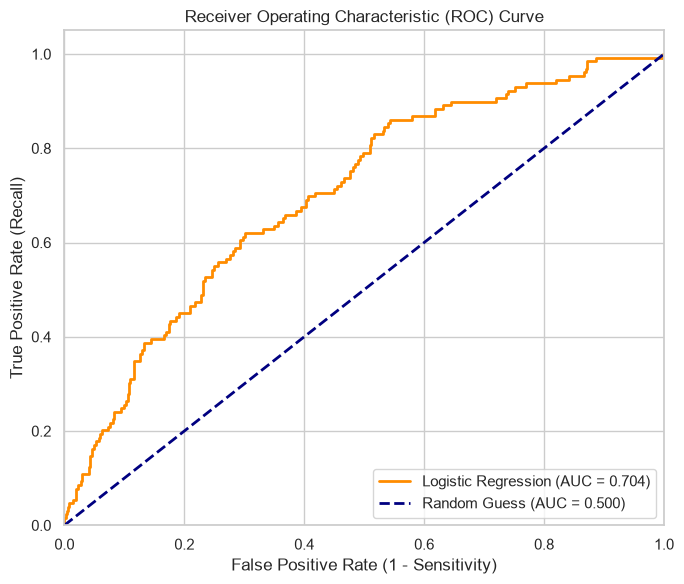 Receiver Operating Characteristic (ROC) Curve
1.0
0.8
0.6
0.4
0.2
0.0
True Positive Rate (Recall)
Logistic Regression (AUC = 0.704)
Random Guess (AUC = 0.500)
0.0 0.2 0.4 0.6 0.8 1.0
False Positive Rate (1 - Sensitivity)